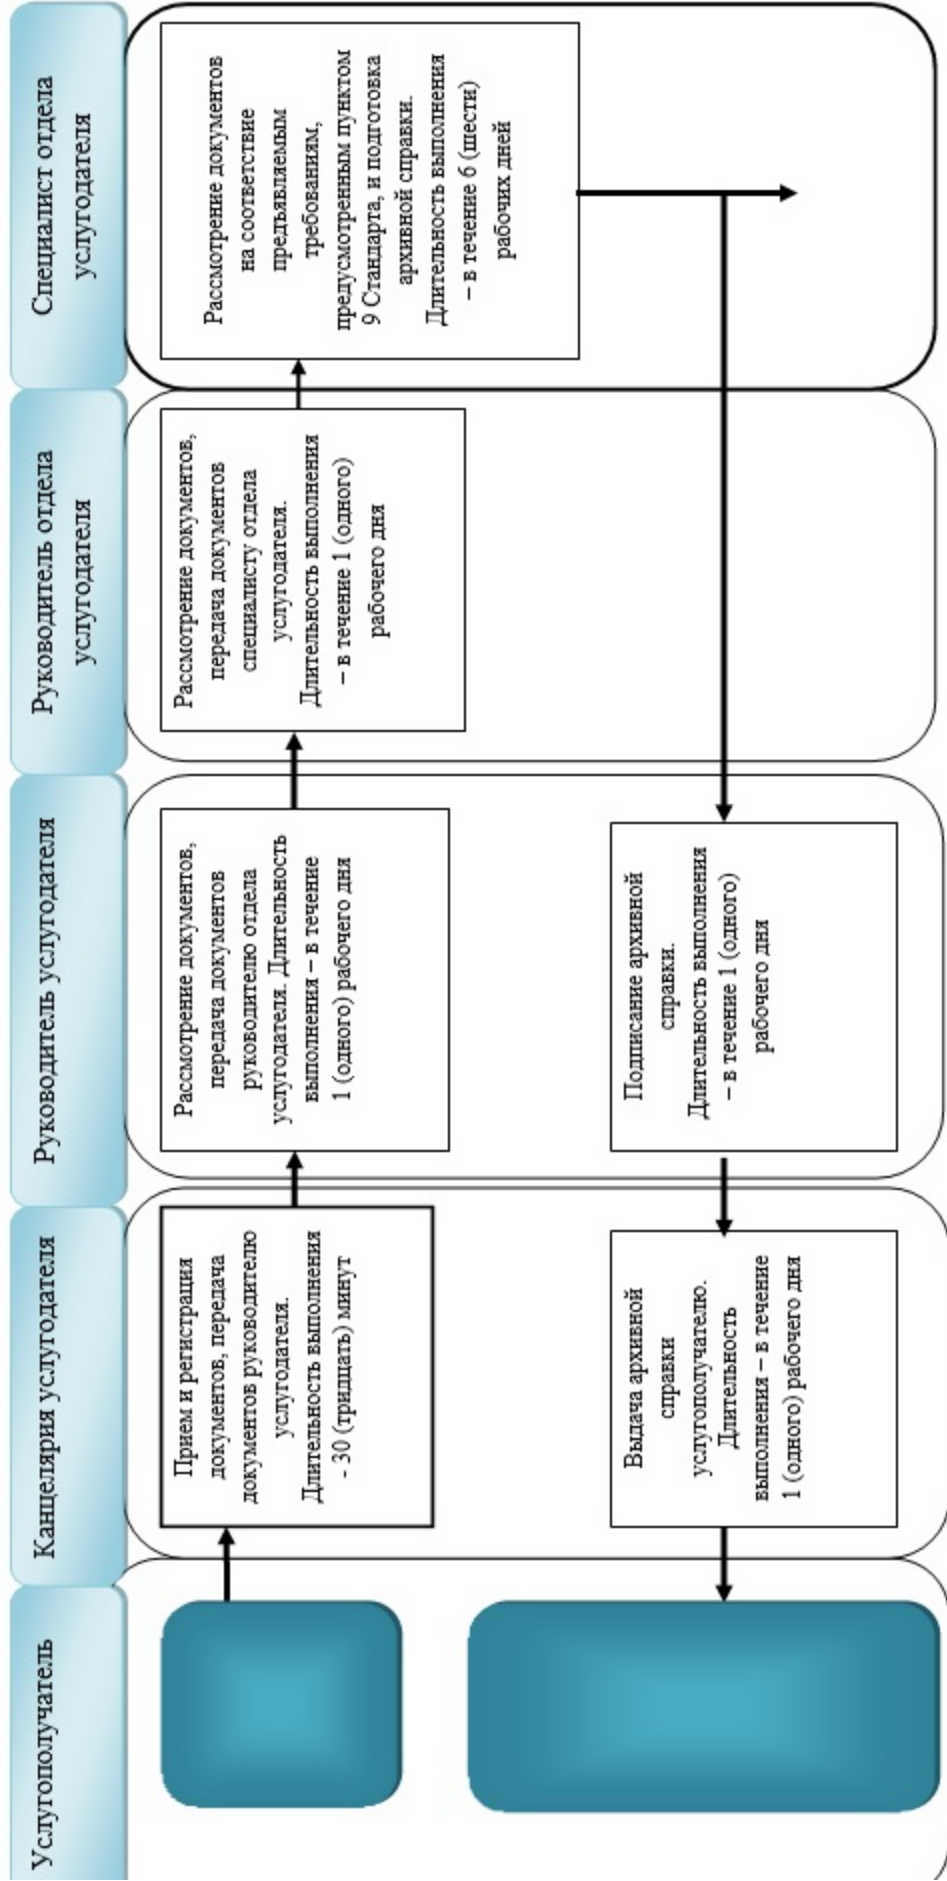 Услугополучатель
Канцелярия услугодателя
Руководитель услугодателя
Руководитель отдела
услугодателя
Специалист отдела
услугодателя
Прием и регистрация
документов, передача
документов руководителю
услугодателя.
Длительность выполнения
- 30 (тридцать) минут
Рассмотрение документов,
передача документов
руководителю отдела
услугодателя. Длительность
выполнения – в течение
1 (одного) рабочего дня
Рассмотрение документов,
передача документов
специалисту отдела
услугодателя.
Длительность выполнения
– в течение 1 (одного)
рабочего дня
Рассмотрение документов
на соответствие
предъявляемым
требованиям,
предусмотренным пунктом
9 Стандарта, и подготовка
архивной справки.
Длительность выполнения
– в течение 6 (шести)
рабочих дней
Подписание архивной
справки.
Длительность выполнения
– в течение 1 (одного)
рабочего дня
Выдача архивной
справки
услугополучателю.
Длительность
выполнения – в течение
1 (одного) рабочего дня